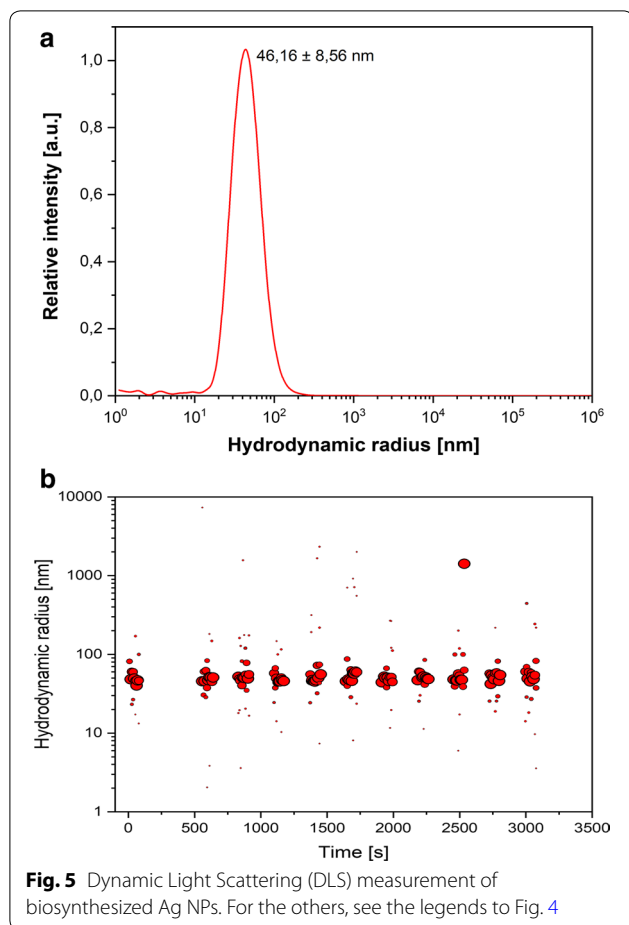 a
46,16 ± 8,56 nm
Relative intensity [a.u.]
1,0
0,8
0,6
0,4
0,2
0,0
10⁰ 10¹ 10² 10³ 10⁴ 10⁵ 10⁶
Hydrodynamic radius [nm]
b
Hydrodynamic radius [nm]
10000
1000
100
10
1
0 500 1000 1500 2000 2500 3000 3500
Time [s]
Fig. 5 Dynamic Light Scattering (DLS) measurement of
biosynthesized Ag NPs. For the others, see the legends to Fig. 4